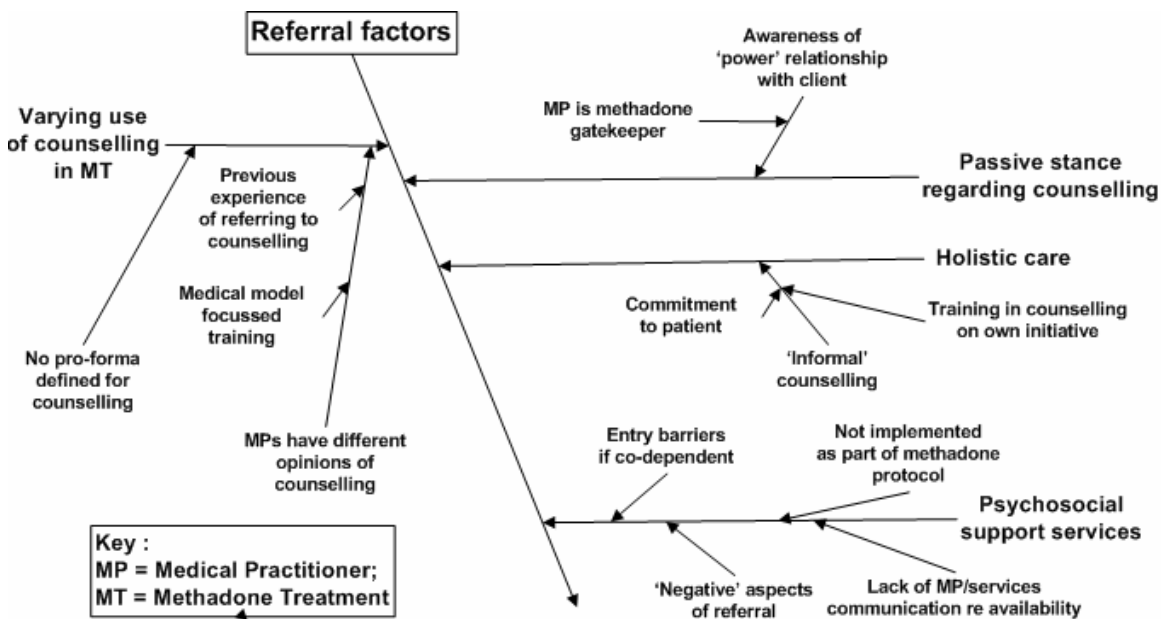 Referral factors
Awareness of
‘power’ relationship
with client
MP is methadone
gatekeeper
Varying use
of counselling
in MT
Passive stance
regarding counselling
Previous
experience
of referring to
counselling
Holistic care
Medical model
focussed
training
Commitment
to patient
Training in counselling
on own initiative
‘Informal’
counselling
No pro-forma
defined for
counselling
MPs have different
opinions of
counselling
Entry barriers
if co-dependent
Not implemented
as part of methadone
protocol
Psychosocial
support services
‘Negative’ aspects
of referral
Lack of MP/services
communication re availability
Key :
MP = Medical Practitioner;
MT = Methadone Treatment